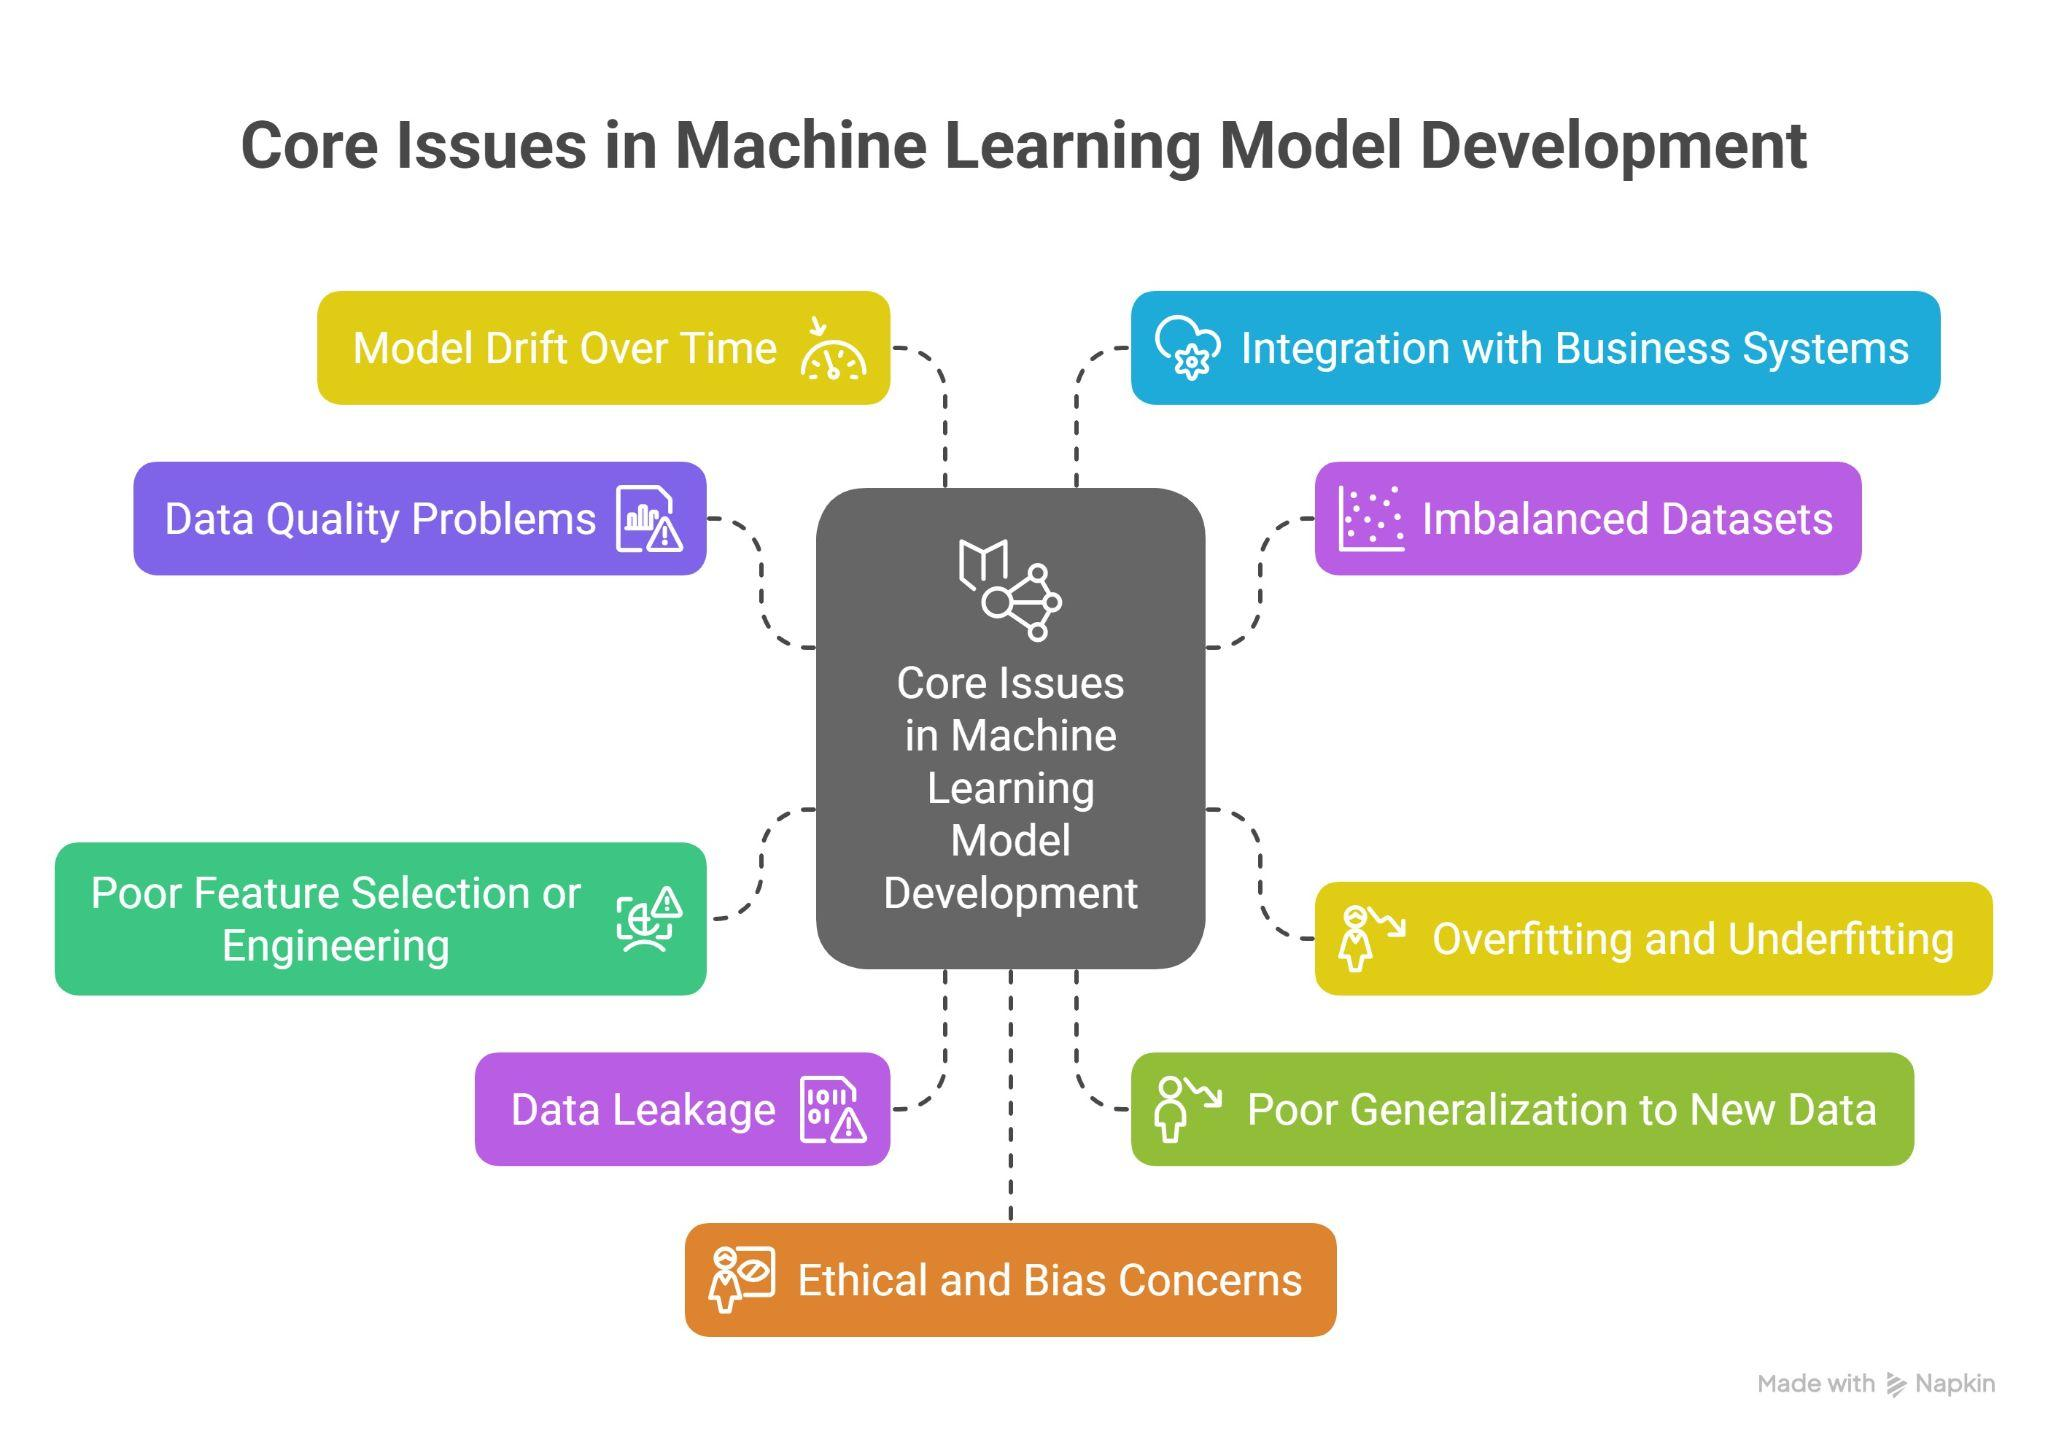 Core Issues in Machine Learning Model Development
Model Drift Over Time
Integration with Business Systems
Data Quality Problems
Imbalanced Datasets
Core Issues
in Machine
Learning
Model
Development
Poor Feature Selection or
Engineering
Overfitting and Underfitting
Data Leakage
1011
01
Poor Generalization to New Data
Ethical and Bias Concerns
Made with Napkin